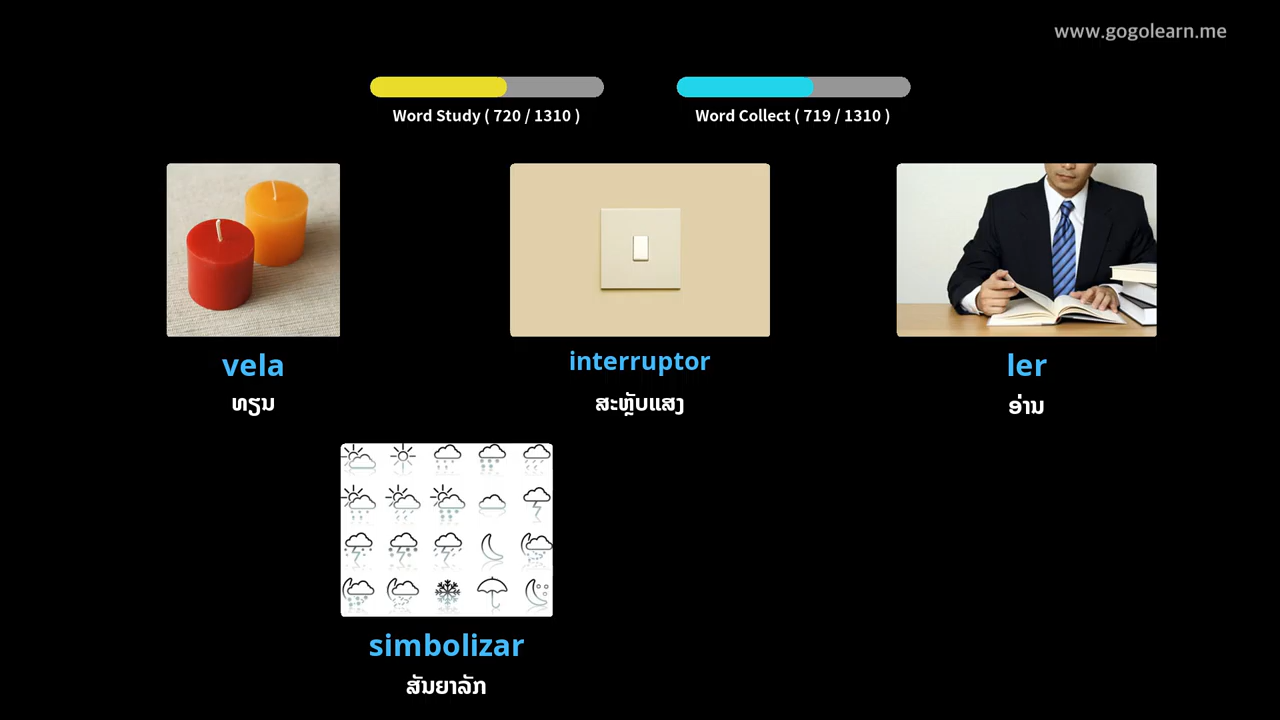 www.gogolearn.me
Word Study ( 720 / 1310 )
Word Collect ( 719 / 1310 )
vela
interruptor
ler
ທຽນ
ສະຫຼັບແສງ
ອ່ານ
simbolizar
ສັນຍາລັກ